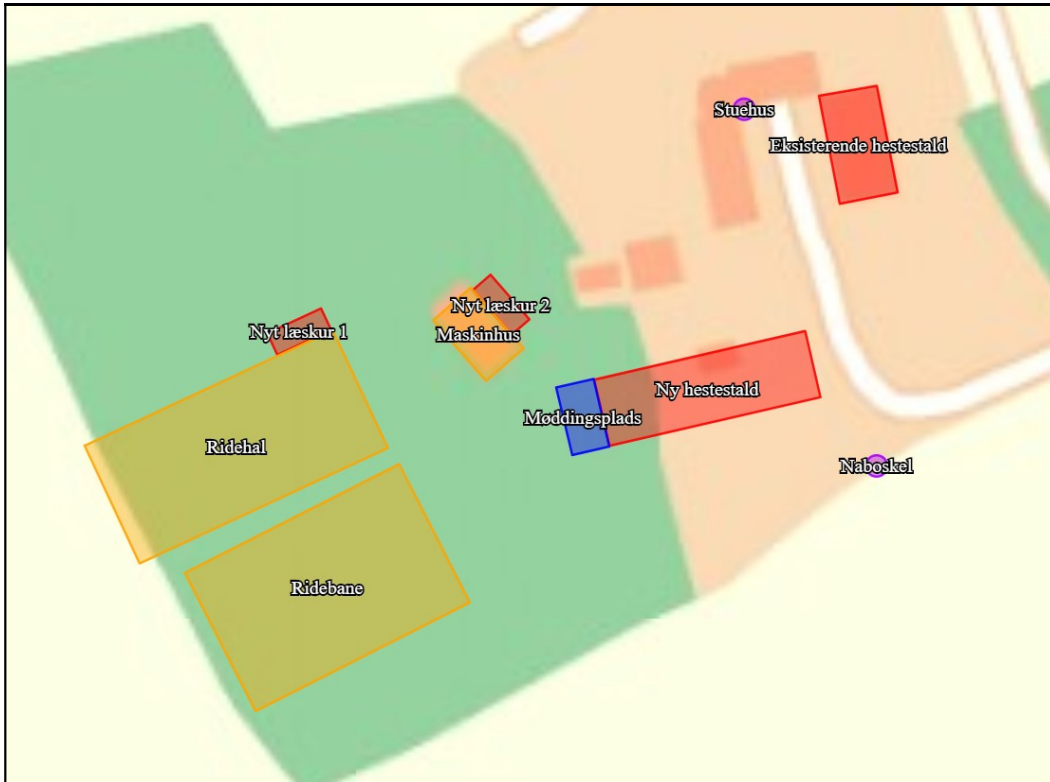 Stuehus
Eksisterende hestestald
Nyt læskur 2
Nyt læskur 1
Maskinhus
Ny hestestald
Møddingsplads
Ridehal
Naboskel
Ridebane